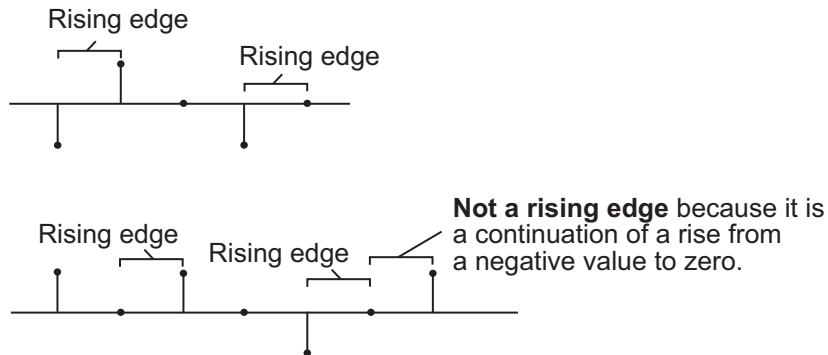 Rising edge
Rising edge
Not a rising edge because it is
a continuation of a rise from
a negative value to zero.
Rising edge
Rising edge